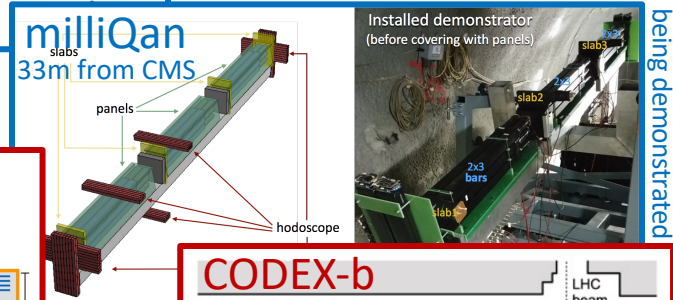 milliQan
33m from CMS
slabs
panels
hodoscope
Installed demonstrator
(before covering with panels)
2x3
slab3
2x3
slab2
2x3
bars
slab1
being demonstrated
CODEX-b
LHC
beam